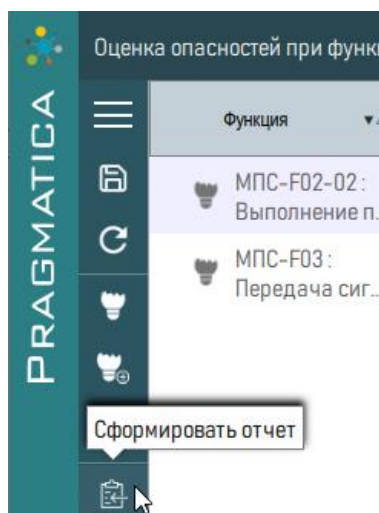 PRAGMATICA
Оценка опасностей при функ
Функция
МПС-F02-02 :
Выполнение п..
МПС-F03 :
Передача сиг...
Сформировать отчет